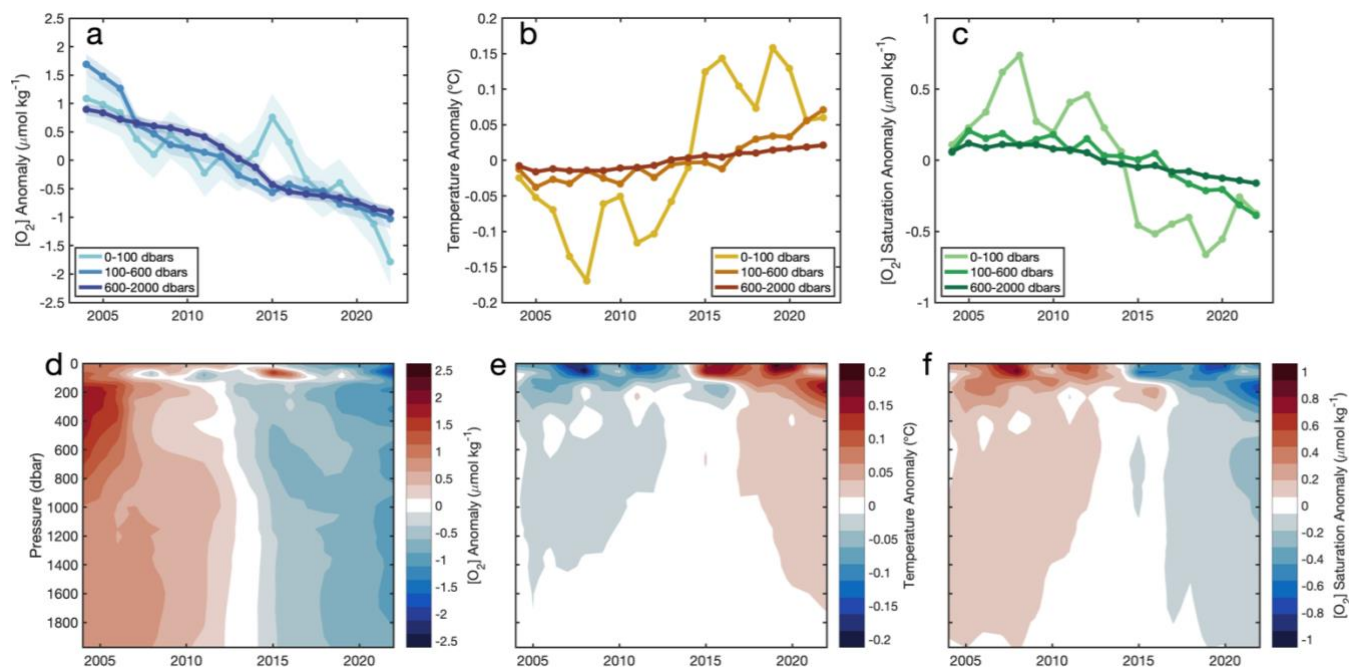 a
[O₂] Anomaly (μmol kg⁻¹)
2.5
2
1.5
1
0.5
0
-0.5
-1
-1.5
-2
-2.5
0-100 dbars
100-600 dbars
600-2000 dbars
2005 2010 2015 2020
b
Temperature Anomaly (°C)
0.2
0.15
0.1
0.05
0
-0.05
-0.1
-0.15
-0.2
0-100 dbars
100-600 dbars
600-2000 dbars
2005 2010 2015 2020
c
[O₂] Saturation Anomaly (μmol kg⁻¹)
1
0.5
0
-0.5
-1
0-100 dbars
100-600 dbars
600-2000 dbars
2005 2010 2015 2020
d
Pressure (dbar)
0
200
400
600
800
1000
1200
1400
1600
1800
2005 2010 2015 2020
2.5
2
1.5
1
0.5
0
-0.5
-1
-1.5
-2
-2.5
[O₂] Anomaly (μmol kg⁻¹)
e
2005 2010 2015 2020
0.2
0.15
0.1
0.05
0
-0.05
-0.1
-0.15
-0.2
Temperature Anomaly (°C)
f
2005 2010 2015 2020
1
0.8
0.6
0.4
0.2
0
-0.2
-0.4
-0.6
-0.8
-1
[O₂] Saturation Anomaly (μmol kg⁻¹)